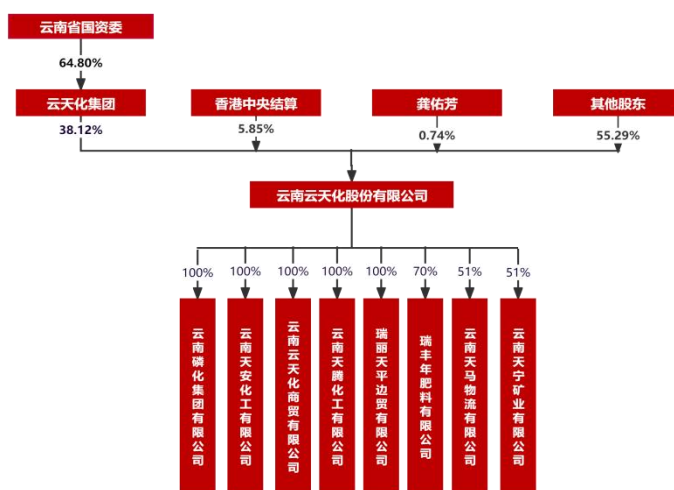 云南省国资委
64.80%
云天化集团
香港中央结算
龚佑芳
其他股东
38.12%
5.85%
0.74%
55.29%
云南云天化股份有限公司
100%
100%
100%
100%
100%
70%
51%
51%
云南磷化集团有限公司
云南天安化工有限公司
云南云天化商贸有限公司
云南天腾化工有限公司
瑞丽天平边贸有限公司
瑞丰年肥料有限公司
云南天马物流有限公司
云南天宁矿业有限公司